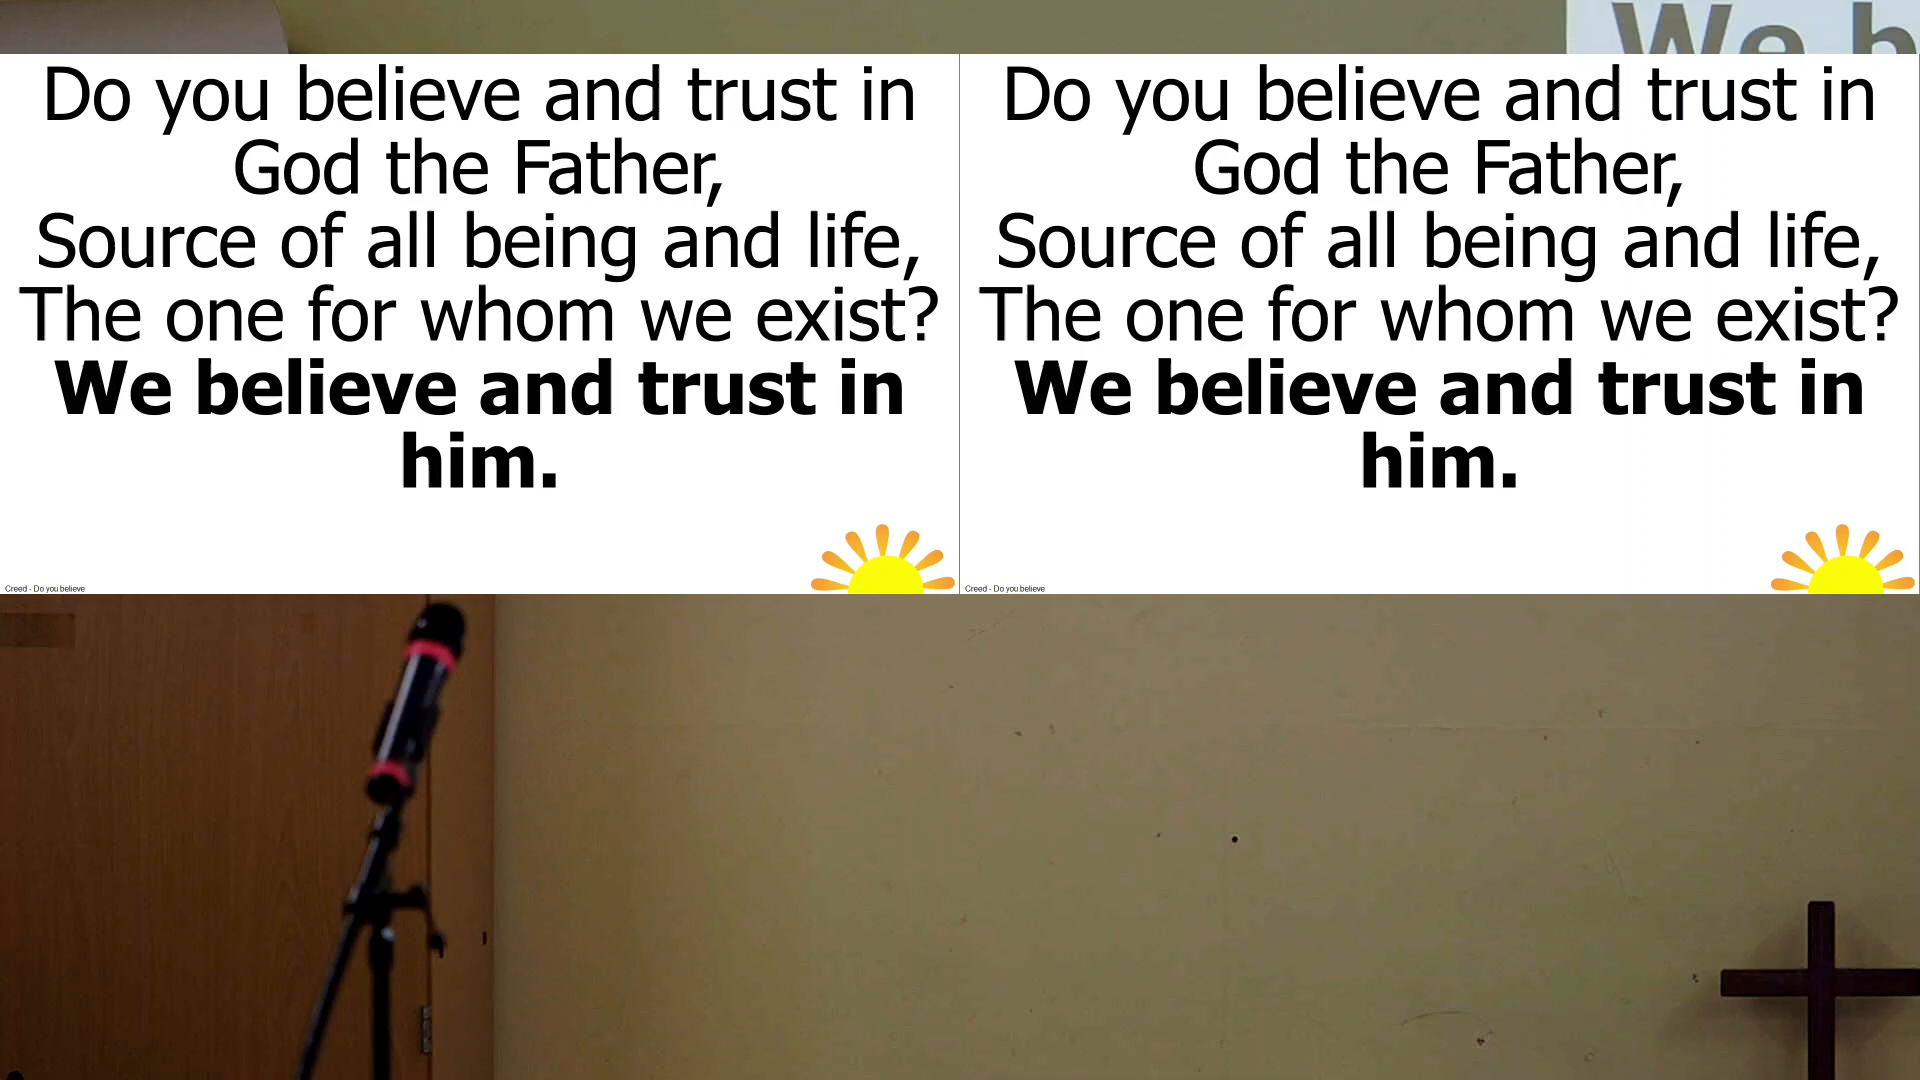 We b
Do you believe and trust in
God the Father,
Source of all being and life,
The one for whom we exist?
We believe and trust in
him.
Creed - Do you believe
Do you believe and trust in
God the Father,
Source of all being and life,
The one for whom we exist?
We believe and trust in
him.
Creed - Do you believe